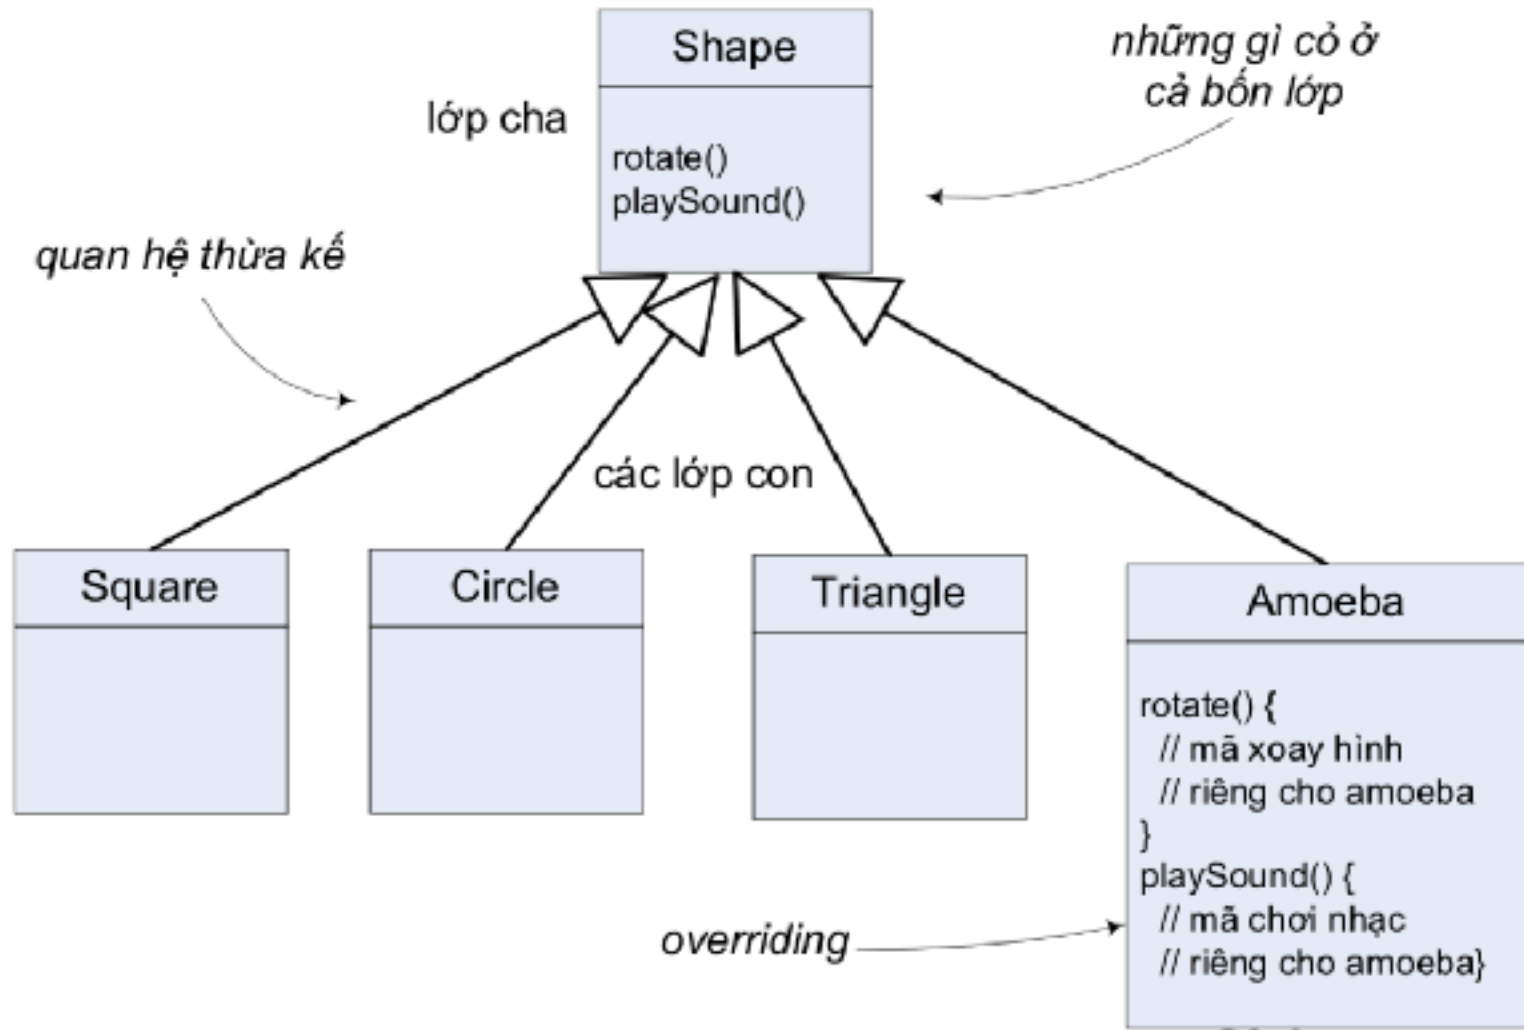 Shape
những gì cỏ ở
cả bốn lớp
lớp cha
rotate()
playSound()
quan hệ thừa kế
các lớp con
Square
Circle
Triangle
Amoeba
rotate() {
// mã xoay hình
// riêng cho amoeba
}
playSound() {
// mã chơi nhạc
// riêng cho amoeba}
overriding